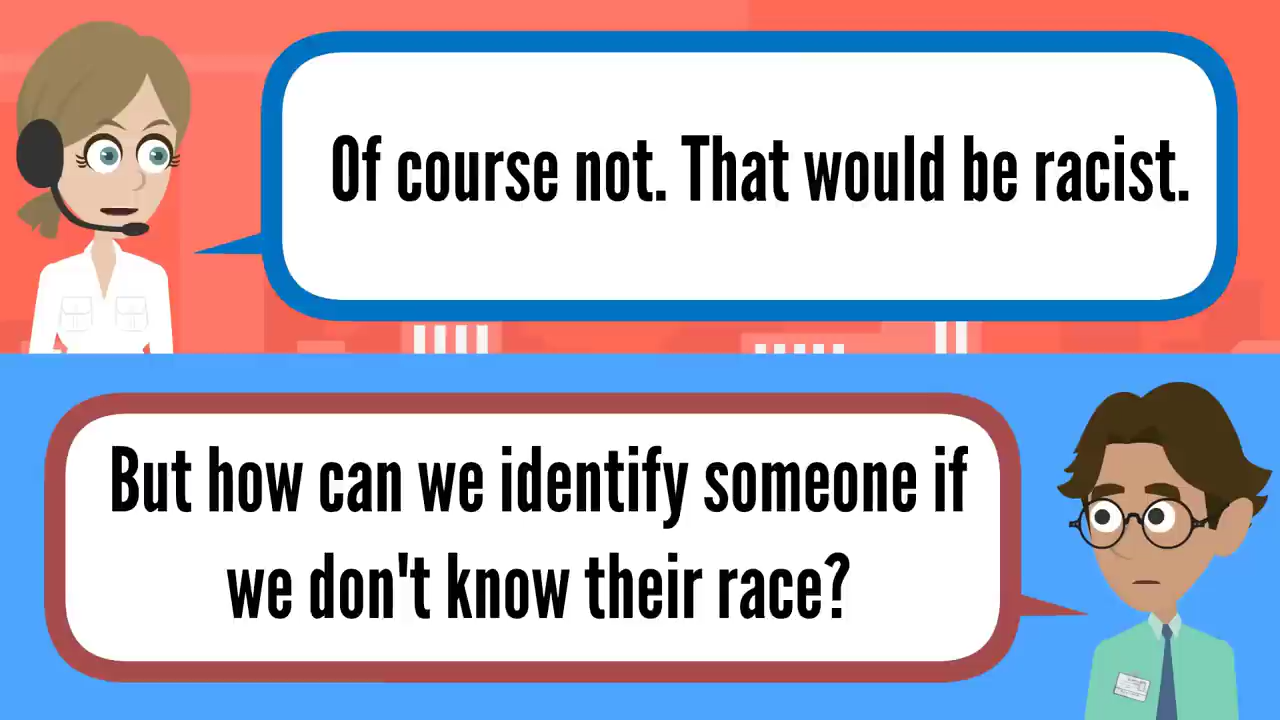 Of course not. That would be racist.
But how can we identify someone if
we don't know their race?